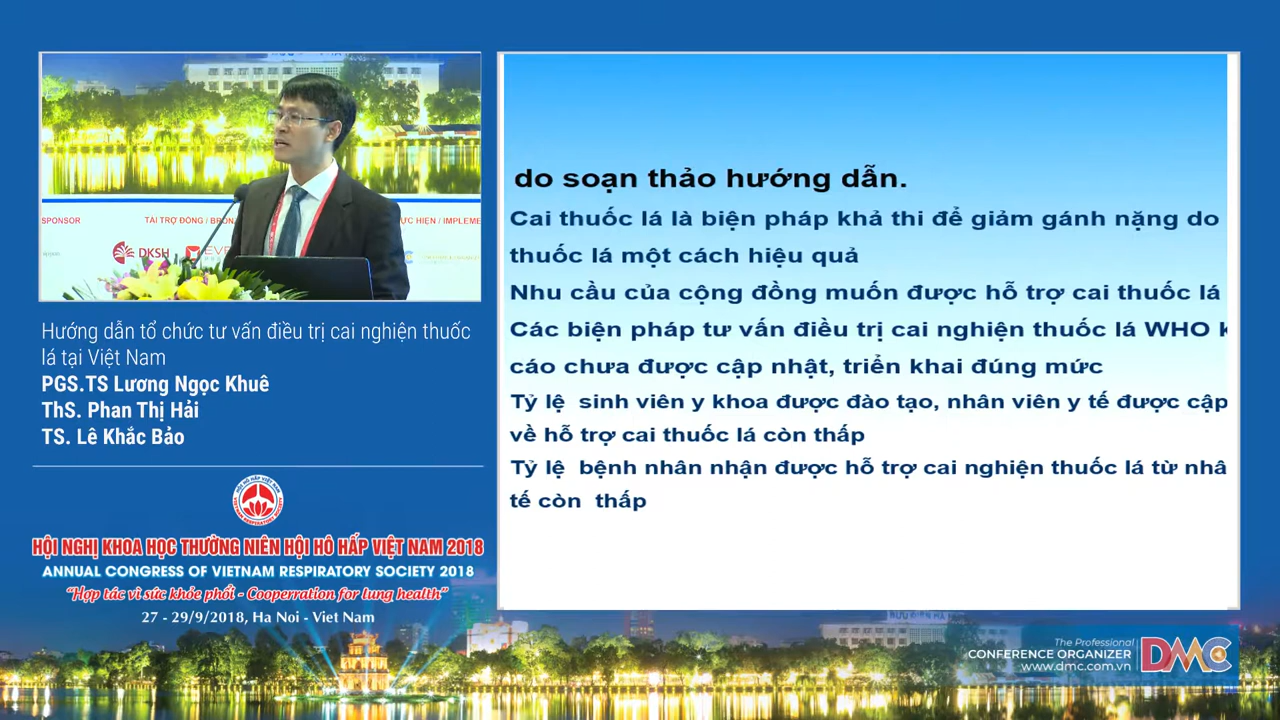 SPONSOR
TÀI TRỢ ĐỒNG / BRON
ỰC HIỆN / IMPLEME
DKSH
EVE
Hướng dẫn tổ chức tư vấn điều trị cai nghiện thuốc
lá tại Việt Nam
PGS.TS Lương Ngọc Khuê
ThS. Phan Thị Hải
TS. Lê Khắc Bảo
HỘI NGHỊ KHOA HỌC THƯỜNG NIÊN HỘI HÔ HẤP VIỆT NAM 2018
ANNUAL CONGRESS OF VIETNAM RESPIRATORY SOCIETY 2018
“Hợp tác vì sức khỏe phổi - Cooperration for lung health”
27 - 29/9/2018, Ha Noi - Viet Nam
do soạn thảo hướng dẫn.
Cai thuốc lá là biện pháp khả thi để giảm gánh nặng do
thuốc lá một cách hiệu quả
Nhu cầu của cộng đồng muốn được hỗ trợ cai thuốc lá
Các biện pháp tư vấn điều trị cai nghiện thuốc lá WHO k
cáo chưa được cập nhật, triển khai đúng mức
Tỷ lệ sinh viên y khoa được đào tạo, nhân viên y tế được cập
về hỗ trợ cai thuốc lá còn thấp
Tỷ lệ bệnh nhân nhận được hỗ trợ cai nghiện thuốc lá từ nhâ
tế còn thấp
The Professional
CONFERENCE ORGANIZER
www.dmc.com.vn
DMC